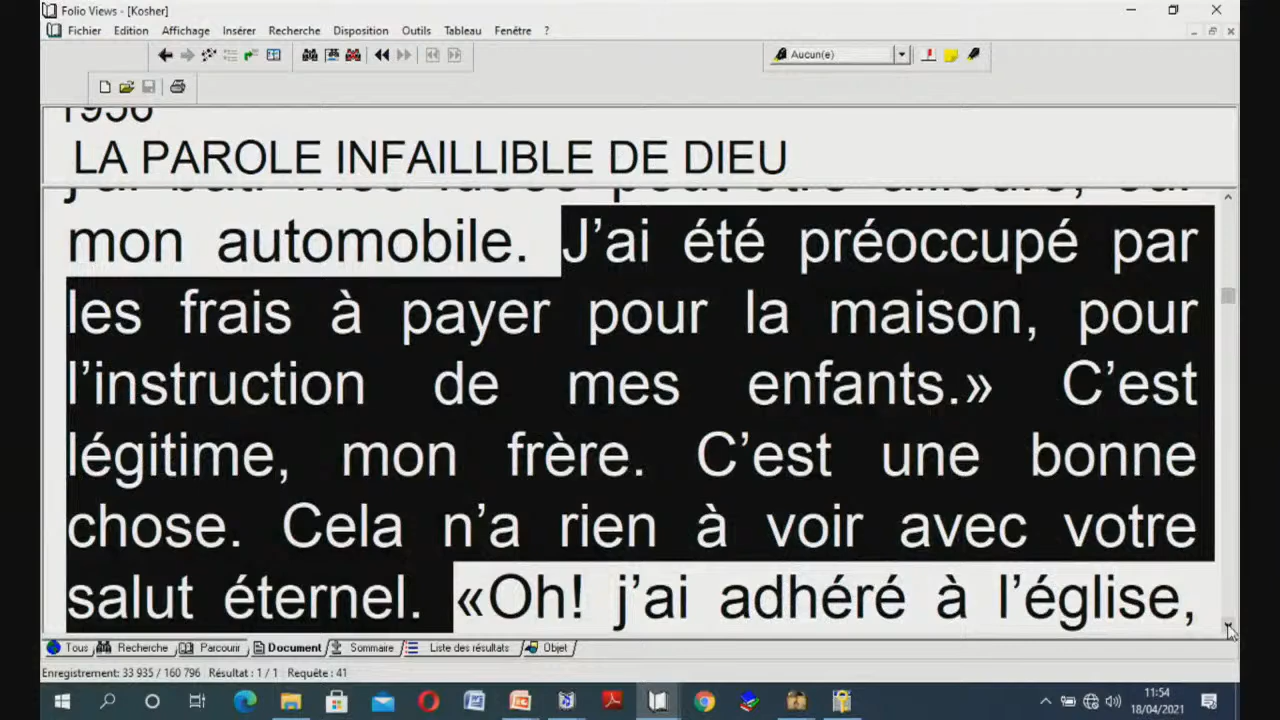 Folio Views - [Kosher]
Fichier Edition Affichage Insérer Recherche Disposition Outils Tableau Fenêtre ?
Aucun(e)
1956
LA PAROLE INFAILLIBLE DE DIEU
mon automobile. J’ai été préoccupé par
les frais à payer pour la maison, pour
l’instruction de mes enfants.» C’est
légitime, mon frère. C’est une bonne
chose. Cela n’a rien à voir avec votre
salut éternel. «Oh! j’ai adhéré à l’église,
Tous Recherche Parcourir Document Sommaire Liste des résultats Objet
Enregistrement: 33 935 / 160 796 Résultat : 1 / 1 Requête : 41
11:54
18/04/2021